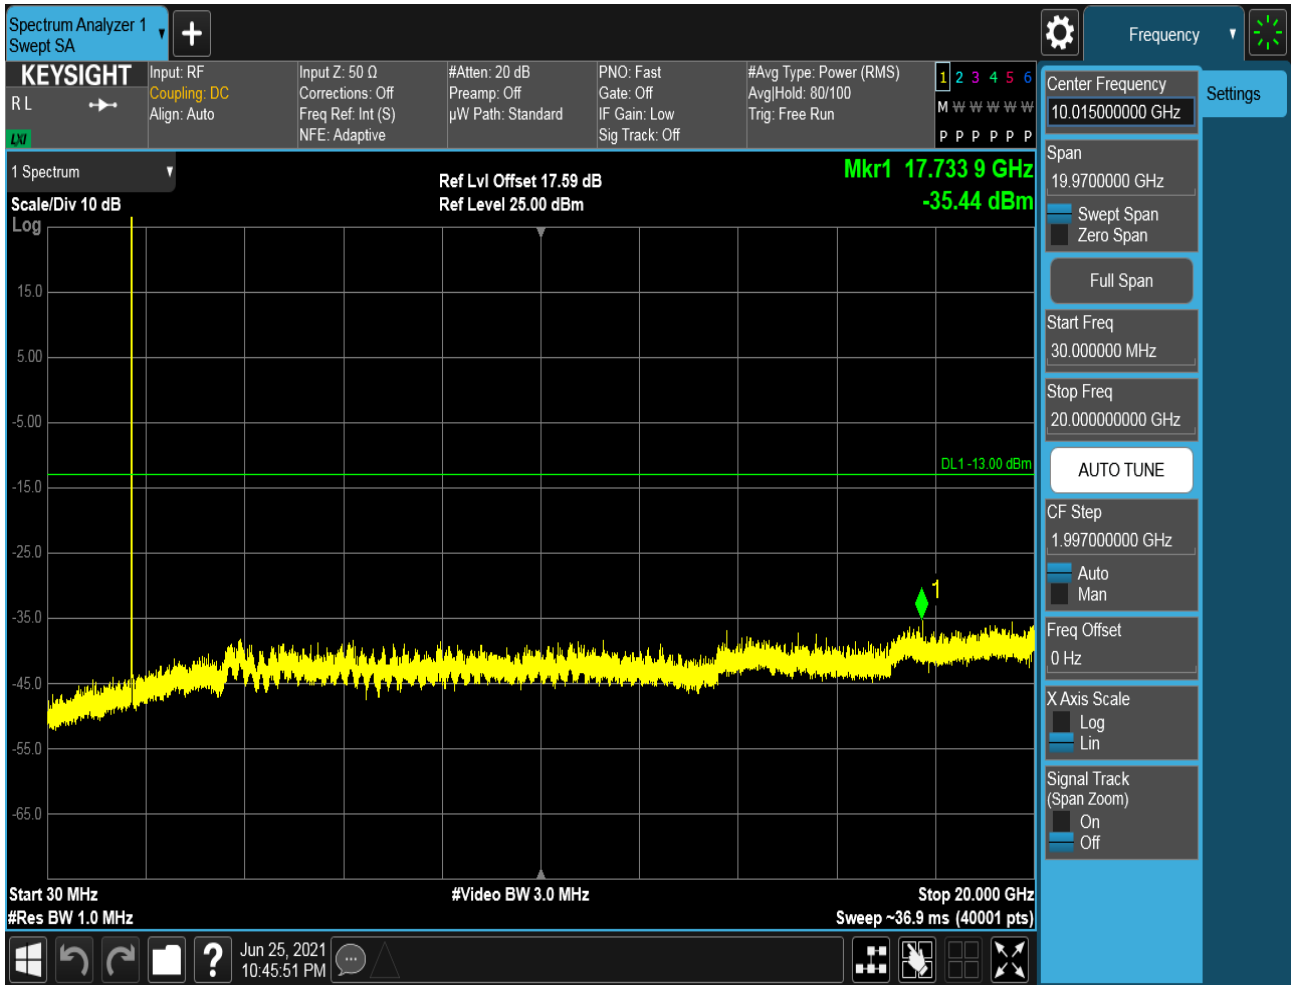 Spectrum Analyzer 1
Swept SA
Frequency
KEYSIGHT
R L
LXI
Input: RF
Coupling: DC
Align: Auto
Input Z: 50 Ω
Corrections: Off
Freq Ref: Int (S)
NFE: Adaptive
#Atten: 20 dB
Preamp: Off
µW Path: Standard
PNO: Fast
Gate: Off
IF Gain: Low
Sig Track: Off
#Avg Type: Power (RMS)
Avg|Hold: 80/100
Trig: Free Run
1 2 3 4 5 6
M W W W W W
P P P P P P
1 Spectrum
Scale/Div 10 dB
Log
Ref Lvl Offset 17.59 dB
Ref Level 25.00 dBm
Mkr1 17.733 9 GHz
-35.44 dBm
15.0
5.00
-5.00
DL1 -13.00 dBm
-15.0
-25.0
1
-35.0
-45.0
-55.0
-65.0
Start 30 MHz
#Res BW 1.0 MHz
#Video BW 3.0 MHz
Stop 20.000 GHz
Sweep ~36.9 ms (40001 pts)
Center Frequency
10.015000000 GHz
Settings
Span
19.9700000 GHz
Swept Span
Zero Span
Full Span
Start Freq
30.000000 MHz
Stop Freq
20.000000000 GHz
AUTO TUNE
CF Step
1.997000000 GHz
Auto
Man
Freq Offset
0 Hz
X Axis Scale
Log
Lin
Signal Track
(Span Zoom)
On
Off
?
Jun 25, 2021
10:45:51 PM